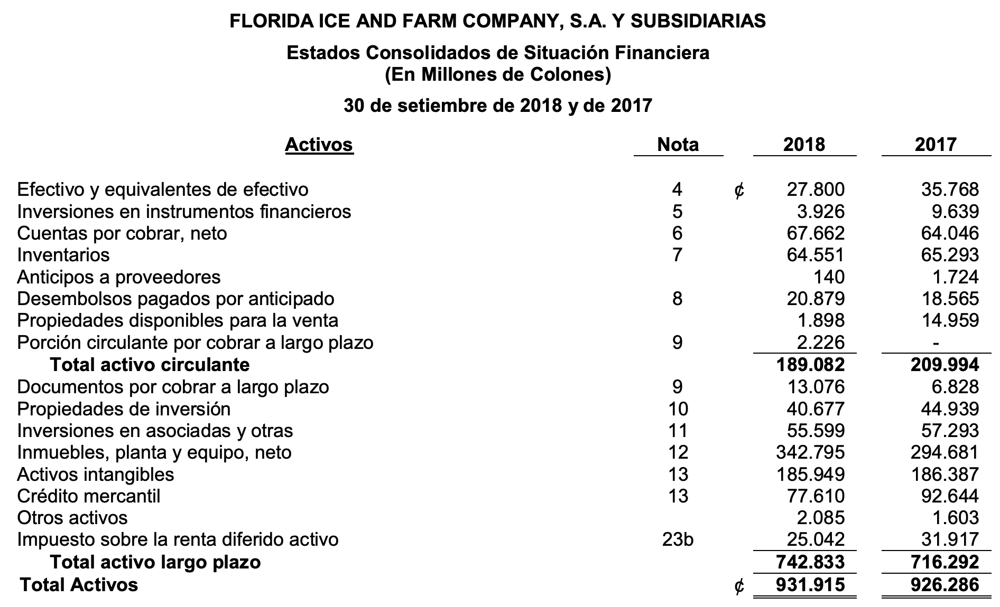 FLORIDA ICE AND FARM COMPANY, S.A. Y SUBSIDIARIAS
Estados Consolidados de Situación Financiera
(En Millones de Colones)
30 de setiembre de 2018 y de 2017
Activos Nota 2018 2017
Efectivo y equivalentes de efectivo 4 ¢ 27.800 35.768
Inversiones en instrumentos financieros 5 3.926 9.639
Cuentas por cobrar, neto 6 67.662 64.046
Inventarios 7 64.551 65.293
Anticipos a proveedores 140 1.724
Desembolsos pagados por anticipado 8 20.879 18.565
Propiedades disponibles para la venta 1.898 14.959
Porción circulante por cobrar a largo plazo 9 2.226 -
Total activo circulante 189.082 209.994
Documentos por cobrar a largo plazo 9 13.076 6.828
Propiedades de inversión 10 40.677 44.939
Inversiones en asociadas y otras 11 55.599 57.293
Inmuebles, planta y equipo, neto 12 342.795 294.681
Activos intangibles 13 185.949 186.387
Crédito mercantil 13 77.610 92.644
Otros activos 2.085 1.603
Impuesto sobre la renta diferido activo 23b 25.042 31.917
Total activo largo plazo 742.833 716.292
Total Activos ¢ 931.915 926.286